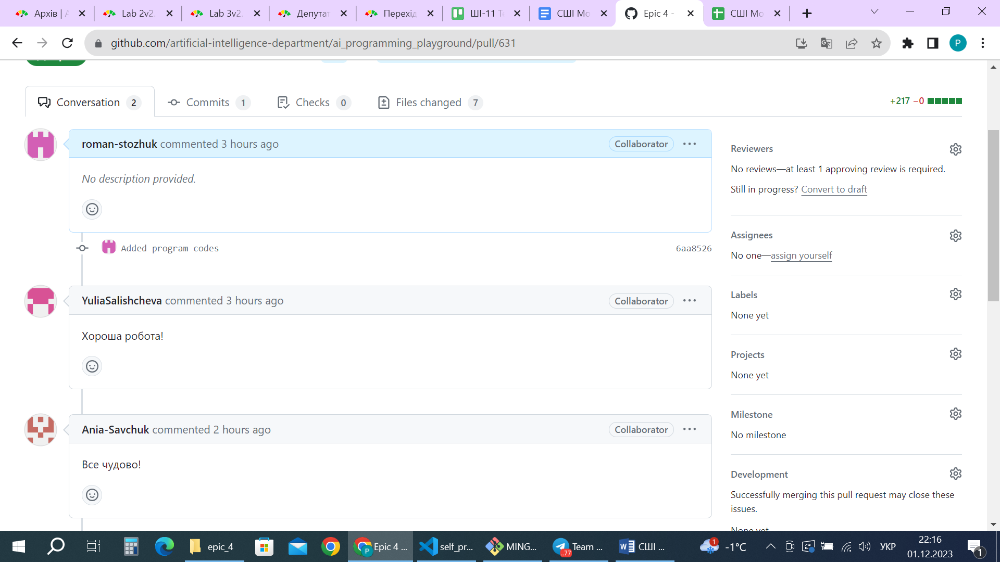 Архів | А
Lab 2v2.
Lab 3v2.
Депутат
Перехід
ШІ-11 Те
СШІ Мо
Epic 4 -
СШІ Мо
github.com/artificial-intelligence-department/ai_programming_playground/pull/631
P
Conversation 2
Commits 1
Checks 0
Files changed 7
+217 −0
roman-stozhuk commented 3 hours ago
Collaborator
No description provided.
Added program codes
6aa8526
YuliaSalishcheva commented 3 hours ago
Collaborator
Хороша робота!
Ania-Savchuk commented 2 hours ago
Collaborator
Все чудово!
Reviewers
No reviews—at least 1 approving review is required.
Still in progress? Convert to draft
Assignees
No one—assign yourself
Labels
None yet
Projects
None yet
Milestone
No milestone
Development
Successfully merging this pull request may close these
issues.
None yet
epic_4
P
Epic 4 ...
self_pr...
MING...
..77
Team ...
СШІ ...
1
-1°C
УКР
22:16
01.12.2023
1